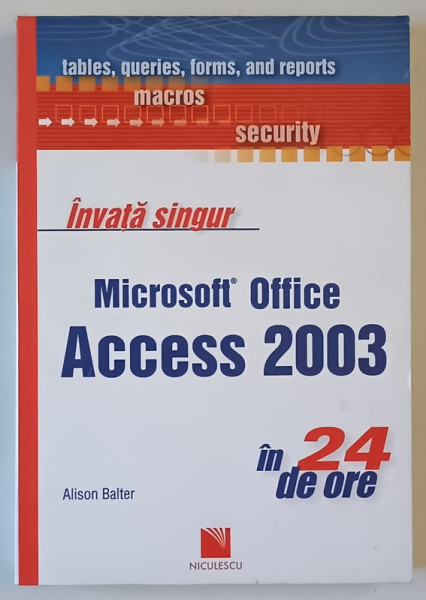 tables, queries, forms, and reports
macros
security
Învață singur
Microsoft® Office
Access 2003
în 24
de ore
Alison Balter
NICULESCU